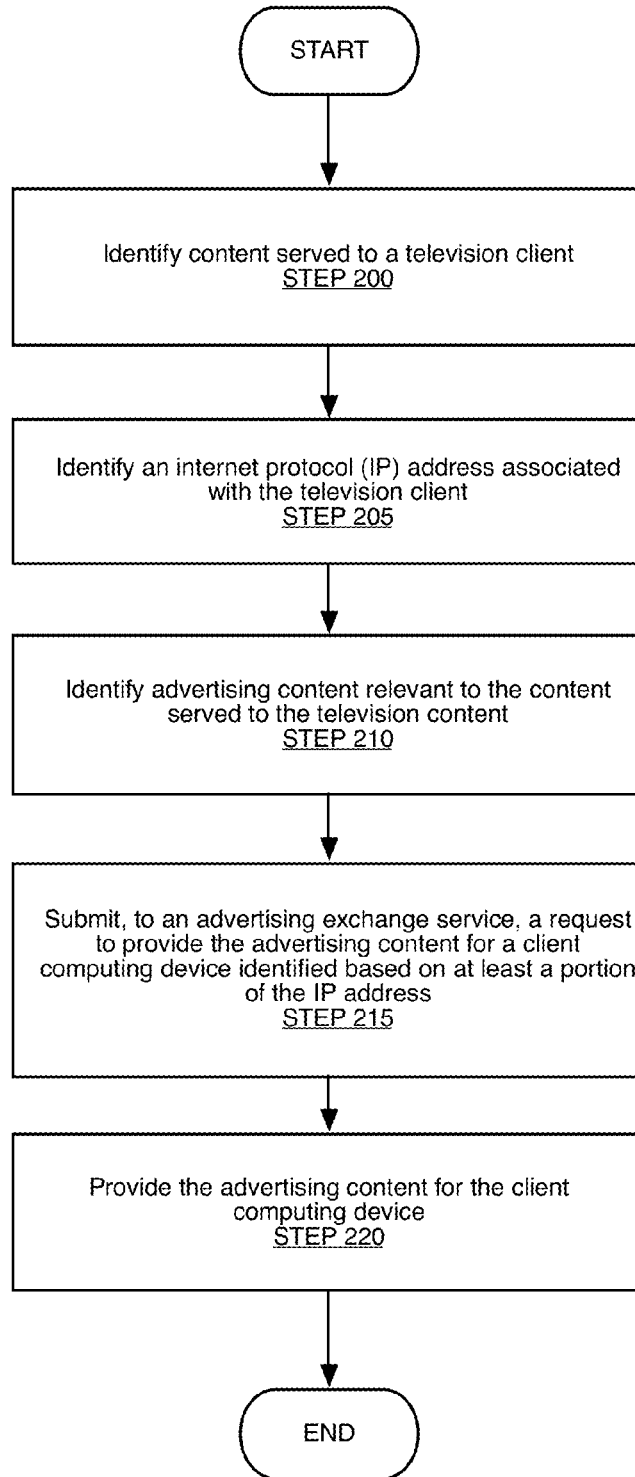 START
Identify content served to a television client
STEP 200
Identify an internet protocol (IP) address associated
with the television client
STEP 205
Identify advertising content relevant to the content
served to the television content
STEP 210
Submit, to an advertising exchange service, a request
to provide the advertising content for a client
computing device identified based on at least a portion
of the IP address
STEP 215
Provide the advertising content for the client
computing device
STEP 220
END